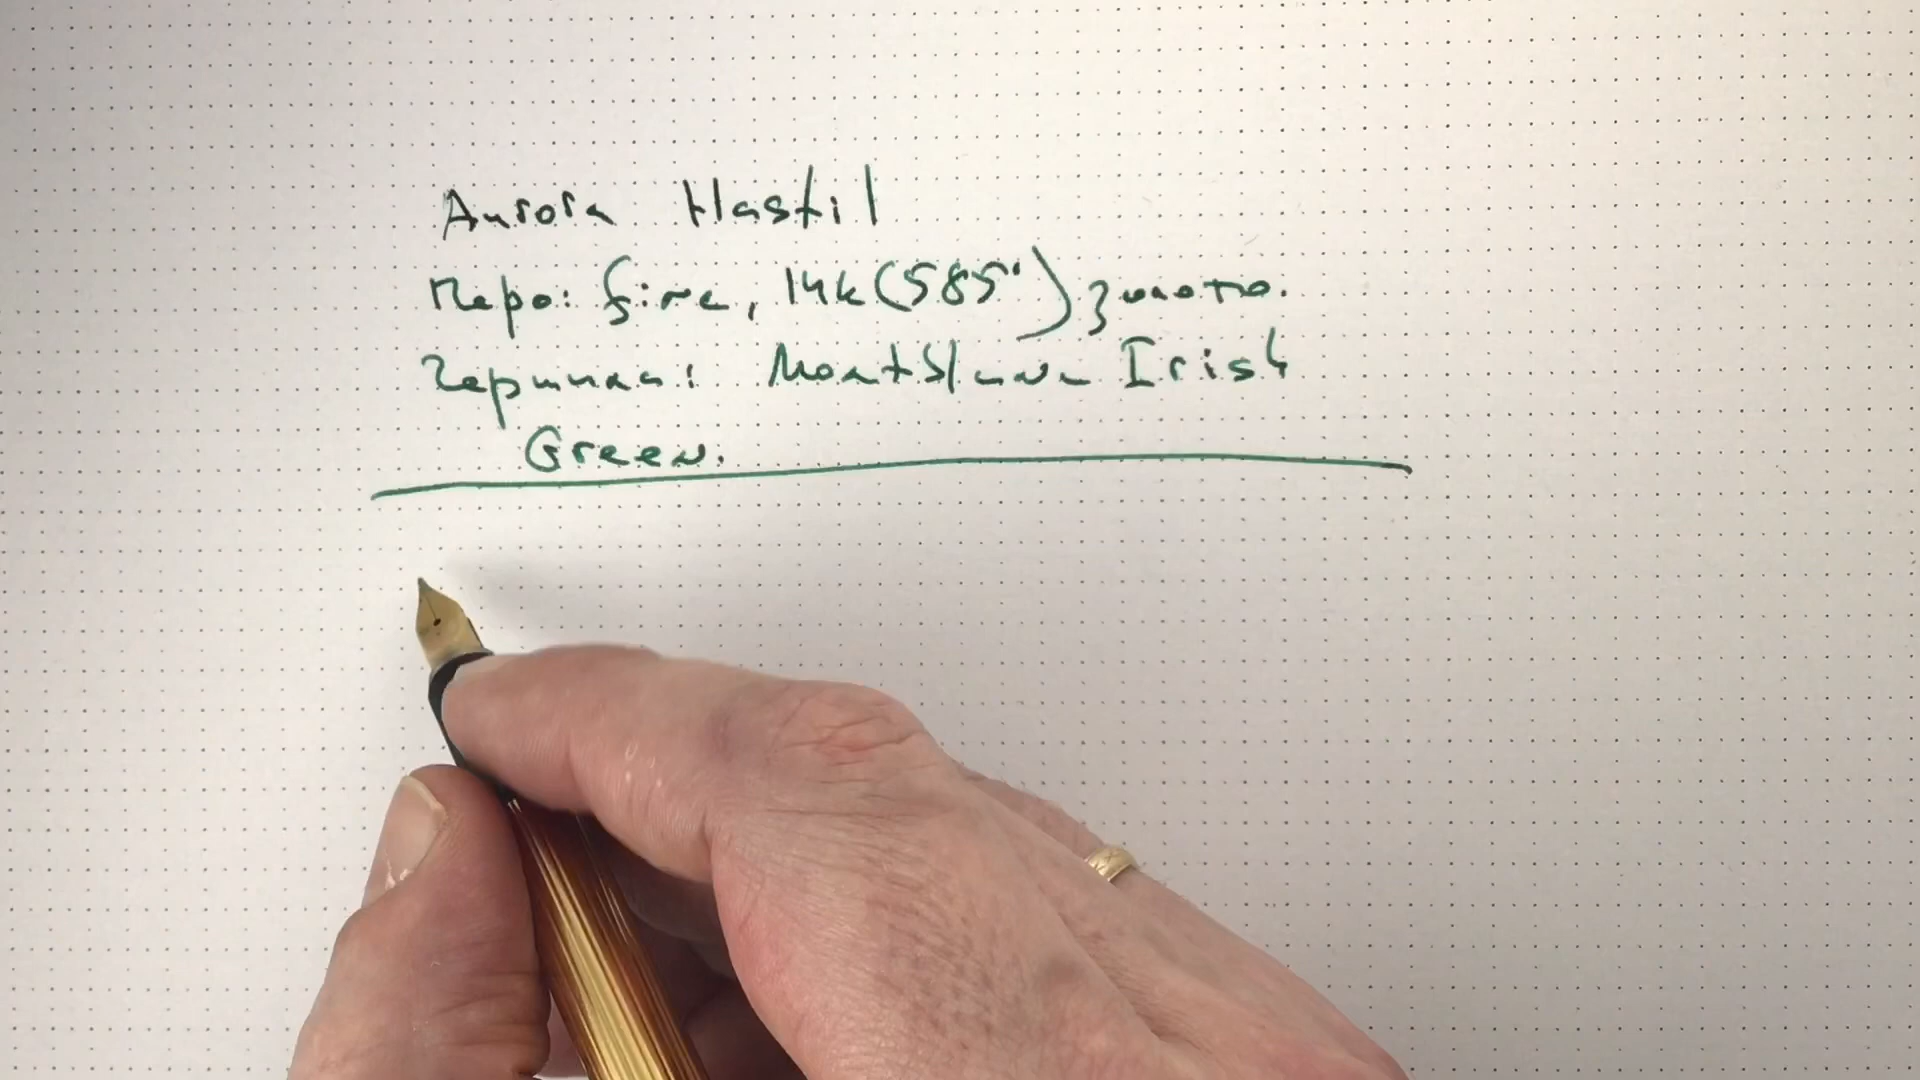 Aurora Hastil
Перо: fine, 14k (585°) золото.
Чернила: Montblanc Irish
Green.